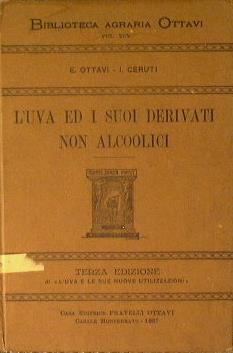 BIBLIOTECA AGRARIA OTTAVI
VOL.
E. OTTAVI - I. CERUTI
L'UVA ED I SUOI DERIVATI
NON ALCOOLICI
TERZA EDIZIONE
di «L'UVA E LE SUE NUOVE UTILIZZAZIONI»
CASA EDITRICE FRATELLI OTTAVI
CASALE MONFERRATO -